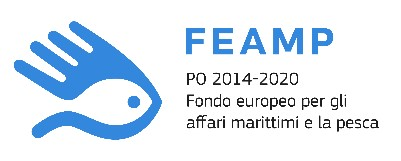 FEAMP
PO 2014-2020
Fondo europeo per gli
affari marittimi e la pesca